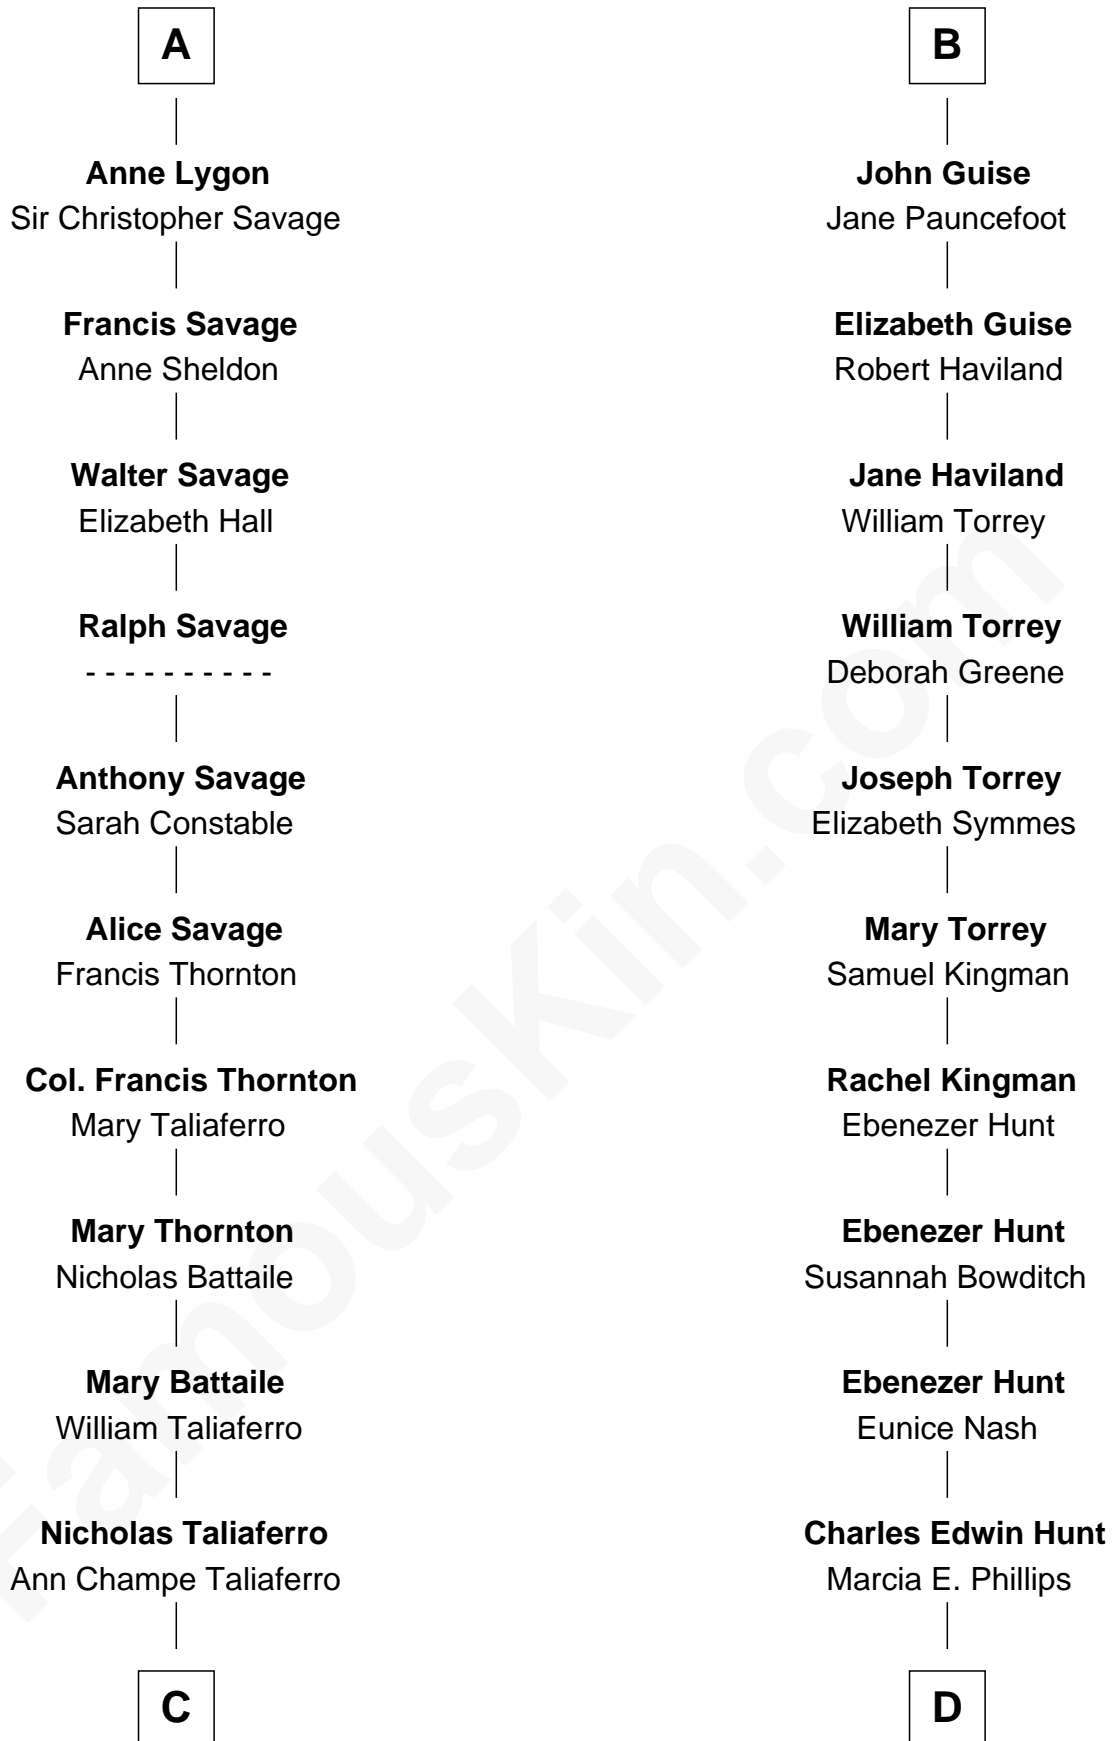 A
Anne Lygon
Sir Christopher Savage
Francis Savage
Anne Sheldon
Walter Savage
Elizabeth Hall
Ralph Savage
- - - - - - - - - -
Anthony Savage
Sarah Constable
Alice Savage
Francis Thornton
Col. Francis Thornton
Mary Taliaferro
Mary Thornton
Nicholas Battaile
Mary Battaile
William Taliaferro
Nicholas Taliaferro
Ann Champe Taliaferro
C
B
John Guise
Jane Pauncefoot
Elizabeth Guise
Robert Haviland
Jane Haviland
William Torrey
William Torrey
Deborah Greene
Joseph Torrey
Elizabeth Symmes
Mary Torrey
Samuel Kingman
Rachel Kingman
Ebenezer Hunt
Ebenezer Hunt
Susannah Bowditch
Ebenezer Hunt
Eunice Nash
Charles Edwin Hunt
Marcia E. Phillips
D
FamousKin.com